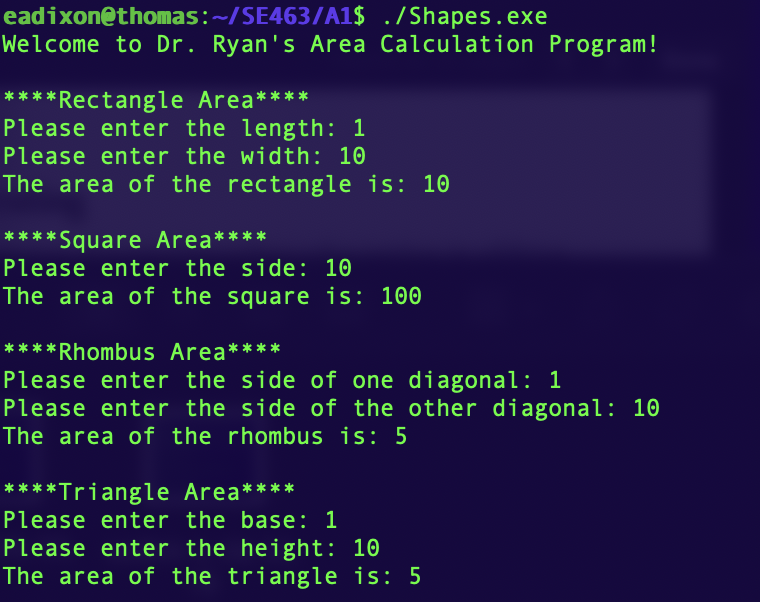 eadixon@thomas:~/SE463/A1$ ./Shapes.exe
Welcome to Dr. Ryan's Area Calculation Program!
****Rectangle Area****
Please enter the length: 1
Please enter the width: 10
The area of the rectangle is: 10
****Square Area****
Please enter the side: 10
The area of the square is: 100
****Rhombus Area****
Please enter the side of one diagonal: 1
Please enter the side of the other diagonal: 10
The area of the rhombus is: 5
****Triangle Area****
Please enter the base: 1
Please enter the height: 10
The area of the triangle is: 5